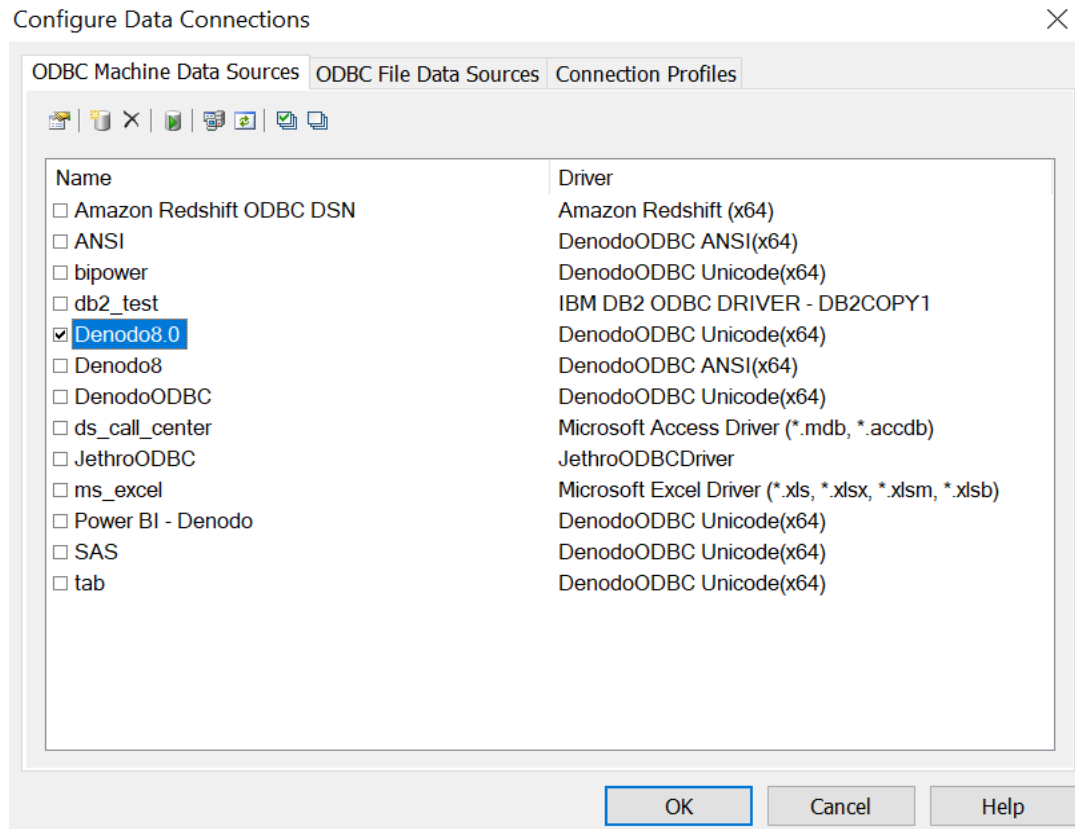 Configure Data Connections
ODBC Machine Data Sources ODBC File Data Sources Connection Profiles
Name Driver
Amazon Redshift ODBC DSN Amazon Redshift (x64)
ANSI DenodoODBC ANSI(x64)
bipower DenodoODBC Unicode(x64)
db2_test IBM DB2 ODBC DRIVER - DB2COPY1
Denodo8.0 DenodoODBC Unicode(x64)
Denodo8 DenodoODBC ANSI(x64)
DenodoODBC DenodoODBC Unicode(x64)
ds_call_center Microsoft Access Driver (*.mdb, *.accdb)
JethroODBC JethroODBCDriver
ms_excel Microsoft Excel Driver (*.xls, *.xlsx, *.xlsm, *.xlsb)
Power BI - Denodo DenodoODBC Unicode(x64)
SAS DenodoODBC Unicode(x64)
tab DenodoODBC Unicode(x64)
OK Cancel Help